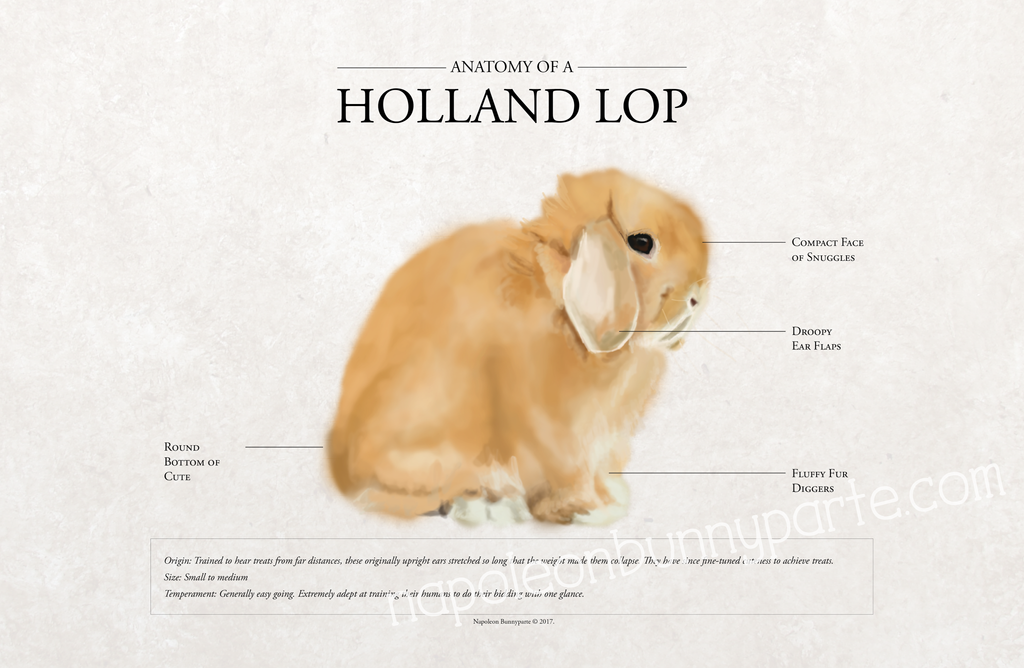 ANATOMY OF A
HOLLAND LOP
COMPACT FACE
OF SNUGGLES
DROOPY
EAR FLAPS
ROUND
BOTTOM OF
CUTE
FLUFFY FUR
DIGGERS
Origin: Trained to hear treats from far distances, these originally upright ears stretched so long that the weight made them collapse. They have since fine-tuned cuteness to achieve treats.
Size: Small to medium
Temperament: Generally easy going. Extremely adept at training their humans to do their bidding with one glance.
napoleonbunnyparte.com
Napoleon Bunnyparte © 2017.